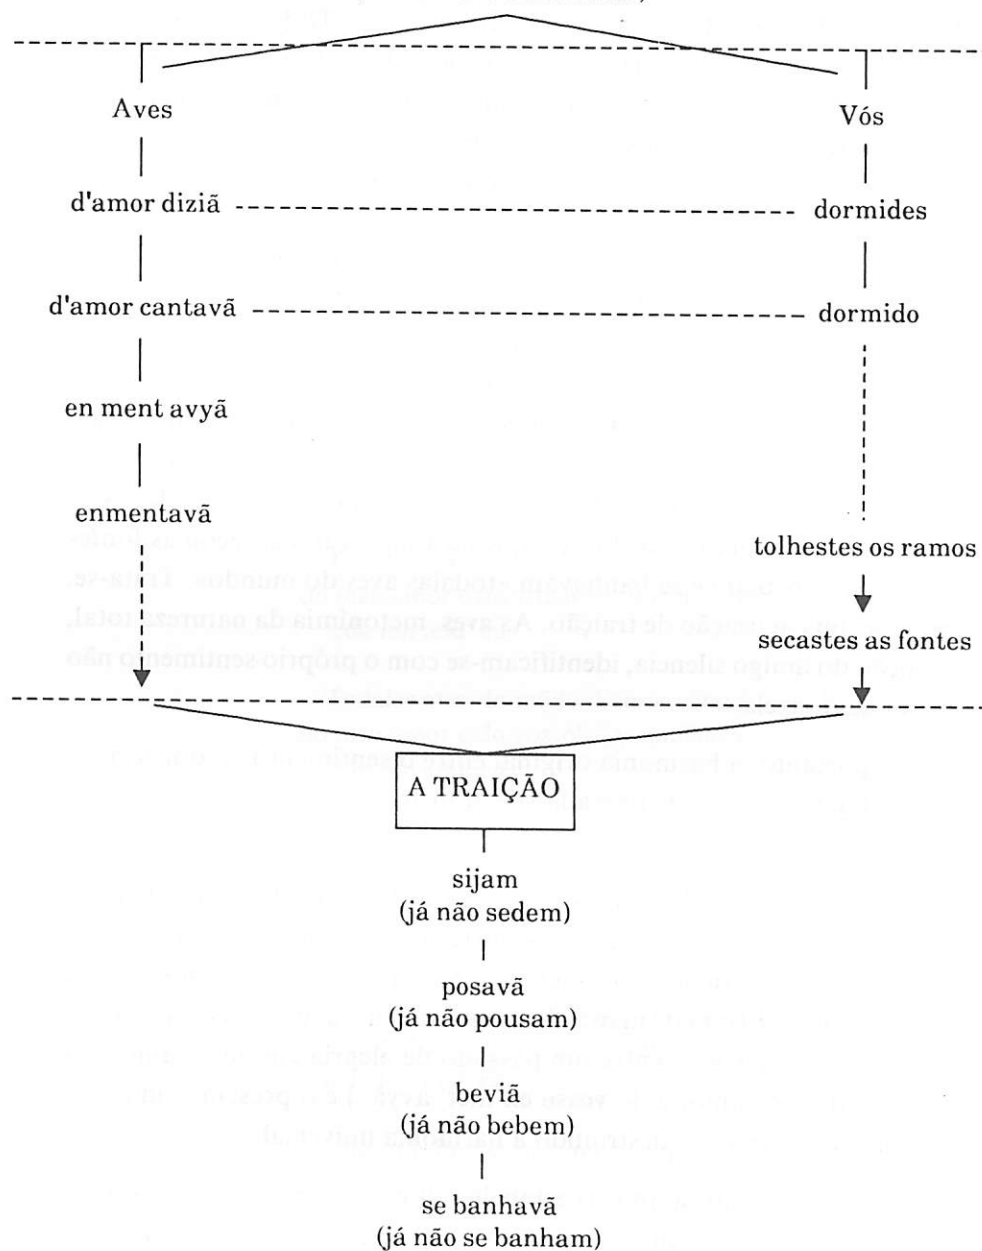 Aves
Vós
d'amor diziã
dormides
d'amor cantavã
dormido
en ment avyã
enmentavã
tolhestes os ramos
secastes as fontes
A TRAIÇÃO
sijam
(já não sedem)
posavã
(já não pousam)
beviã
(já não bebem)
se banhavã
(já não se banham)